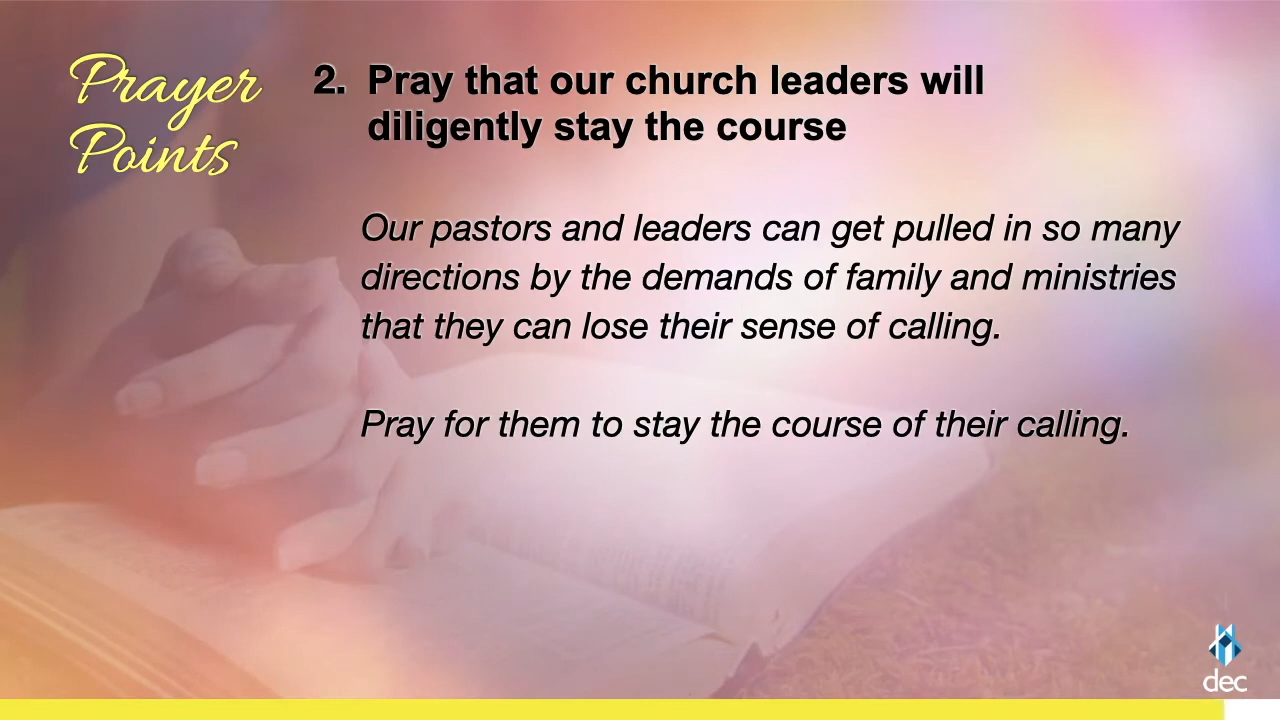 Prayer
Points
2. Pray that our church leaders will
diligently stay the course
Our pastors and leaders can get pulled in so many
directions by the demands of family and ministries
that they can lose their sense of calling.
Pray for them to stay the course of their calling.
dec